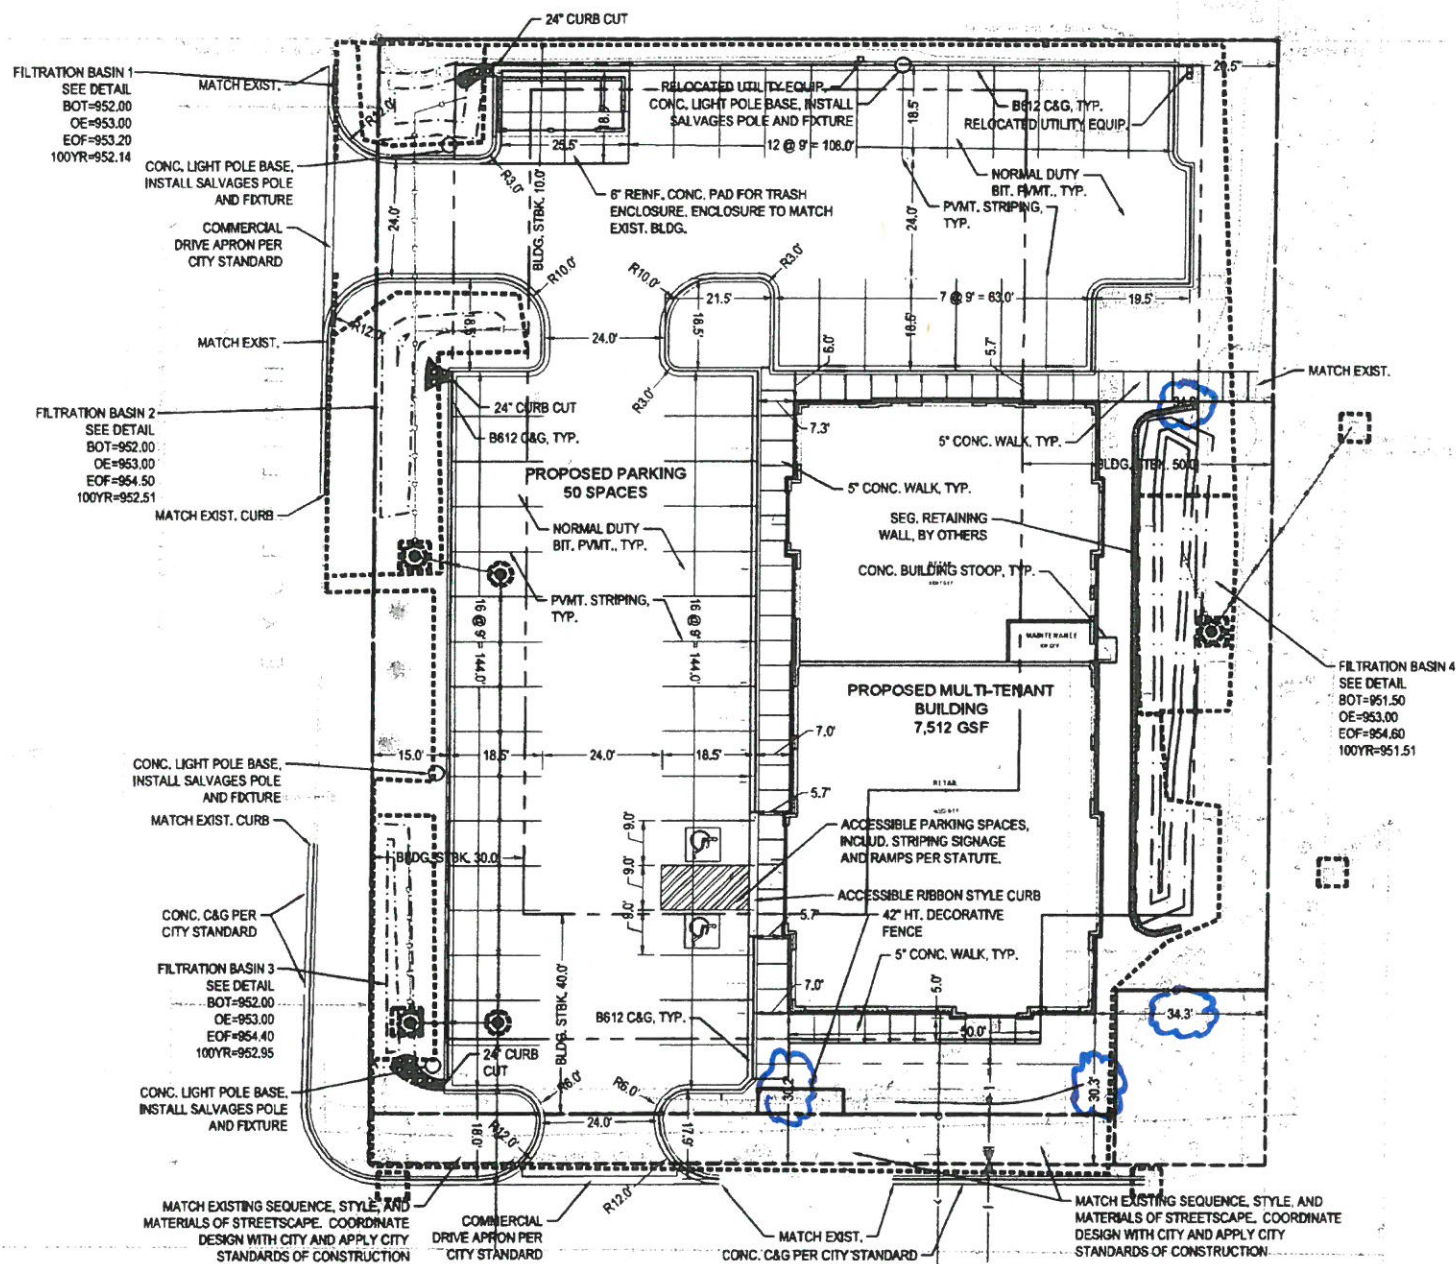 24" CURB CUT
FILTRATION BASIN 1
SEE DETAIL
BOT=952.00
OE=953.00
EOF=953.20
100YR=952.14
MATCH EXIST.
R12.0'
RELOCATED UTILITY EQUIP.
CONC. LIGHT POLE BASE, INSTALL
SALVAGES POLE AND FIXTURE
20.5'
B612 C&G, TYP.
RELOCATED UTILITY EQUIP.
18.5'
18.5'
25.5'
12 @ 9' = 108.0'
CONC. LIGHT POLE BASE,
INSTALL SALVAGES POLE
AND FIXTURE
R3.0'
24.0'
BLDG. STBK. 10.0'
6" REINF. CONC. PAD FOR TRASH
ENCLOSURE. ENCLOSURE TO MATCH
EXIST. BLDG.
NORMAL DUTY
BIT. PVMT., TYP.
PVMT. STRIPING,
TYP.
24.0'
COMMERCIAL
DRIVE APRON PER
CITY STANDARD
R10.0'
R10.0'
R3.0'
21.5'
7 @ 9' = 63.0'
19.5'
R12.0'
18.5'
24.0'
18.5'
18.5'
MATCH EXIST.
6.0'
5.7'
MATCH EXIST.
R3.0'
24" CURB CUT
B612 C&G, TYP.
7.3'
5" CONC. WALK, TYP.
FILTRATION BASIN 2
SEE DETAIL
BOT=952.00
OE=953.00
EOF=954.50
100YR=952.51
MATCH EXIST. CURB
PROPOSED PARKING
50 SPACES
BLDG. STBK. 50.0'
5" CONC. WALK, TYP.
NORMAL DUTY
BIT. PVMT., TYP.
SEG. RETAINING
WALL, BY OTHERS
CONC. BUILDING STOOP, TYP.
PVMT. STRIPING,
TYP.
16 @ 9' = 144.0'
16 @ 9' = 144.0'
MAINTENANCE
PROPOSED MULTI-TENANT
BUILDING
7,512 GSF
FILTRATION BASIN 4
SEE DETAIL
BOT=951.50
OE=953.00
EOF=954.60
100YR=951.51
7.0'
15.0'
18.5'
24.0'
18.5'
CONC. LIGHT POLE BASE,
INSTALL SALVAGES POLE
AND FIXTURE
RETAIL
5.7'
MATCH EXIST. CURB
9.0'
9.0'
9.0'
ACCESSIBLE PARKING SPACES,
INCLUD. STRIPING SIGNAGE
AND RAMPS PER STATUTE.
BLDG. STBK. 30.0'
ACCESSIBLE RIBBON STYLE CURB
5.7'
42" HT. DECORATIVE
FENCE
CONC. C&G PER
CITY STANDARD
5" CONC. WALK, TYP.
FILTRATION BASIN 3
SEE DETAIL
BOT=952.00
OE=953.00
EOF=954.40
100YR=952.95
BLDG. STBK. 40.0'
7.0'
5.0'
B612 C&G, TYP.
50.0'
34.3'
24" CURB
CUT
30.2'
30.3'
CONC. LIGHT POLE BASE,
INSTALL SALVAGES POLE
AND FIXTURE
R6.0'
R6.0'
24.0'
18.0'
R12.0'
17.9'
R12.0'
MATCH EXISTING SEQUENCE, STYLE, AND
MATERIALS OF STREETSCAPE. COORDINATE
DESIGN WITH CITY AND APPLY CITY
STANDARDS OF CONSTRUCTION
COMMERCIAL
DRIVE APRON PER
CITY STANDARD
MATCH EXIST.
CONC. C&G PER CITY STANDARD
MATCH EXISTING SEQUENCE, STYLE, AND
MATERIALS OF STREETSCAPE. COORDINATE
DESIGN WITH CITY AND APPLY CITY
STANDARDS OF CONSTRUCTION